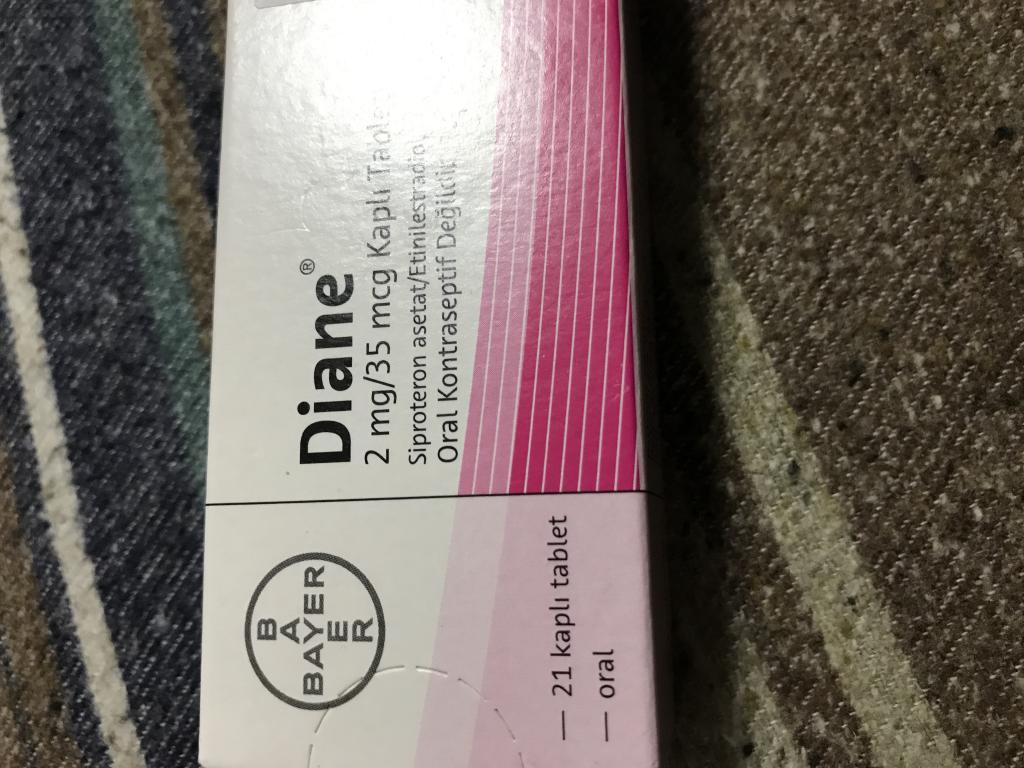 Diane®
2 mg/35 mcg Kaplı
Siproteron asetat/Etinilestradiol
Oral Kontraseptif Değildir
B
A
BAYER
E
R
— 21 kaplı tablet
— oral